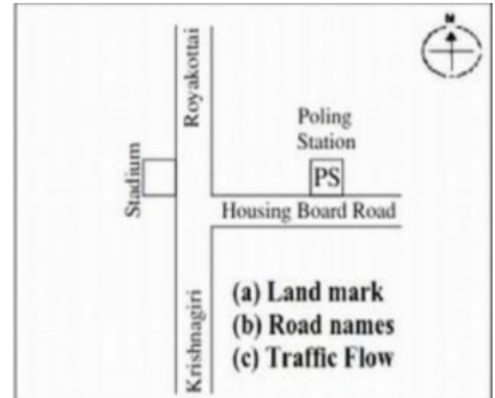 N
Royakottai
Poling
Station
PS
Stadium
Housing Board Road
Krishnagiri
(a) Land mark
(b) Road names
(c) Traffic Flow